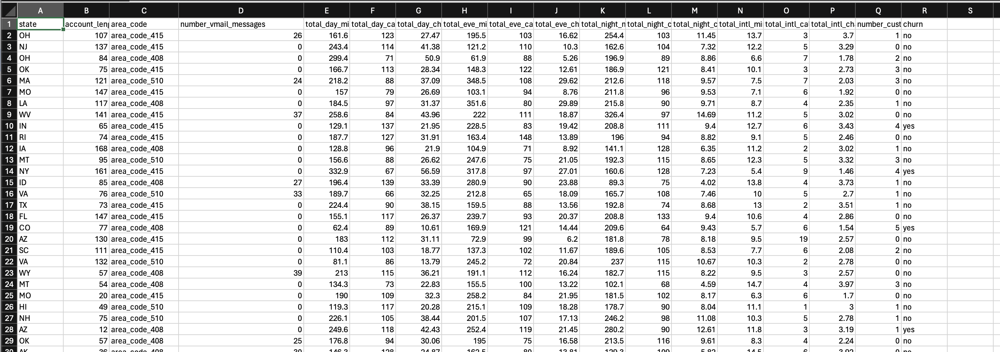 A B C D E F G H I J K L M N O P Q R S
1 state account_leng area_code number_vmail_messages total_day_mi total_day_ca total_day_ch total_eve_mi total_eve_ca total_eve_ch total_night_n total_night_c total_night_c total_intl_mi total_intl_cal total_intl_ch number_cust churn
2 OH 107 area_code_415 26 161.6 123 27.47 195.5 103 16.62 254.4 103 11.45 13.7 3 3.7 1 no
3 NJ 137 area_code_415 0 243.4 114 41.38 121.2 110 10.3 162.6 104 7.32 12.2 5 3.29 0 no
4 OH 84 area_code_408 0 299.4 71 50.9 61.9 88 5.26 196.9 89 8.86 6.6 7 1.78 2 no
5 OK 75 area_code_415 0 166.7 113 28.34 148.3 122 12.61 186.9 121 8.41 10.1 3 2.73 3 no
6 MA 121 area_code_510 24 218.2 88 37.09 348.5 108 29.62 212.6 118 9.57 7.5 7 2.03 3 no
7 MO 147 area_code_415 0 157 79 26.69 103.1 94 8.76 211.8 96 9.53 7.1 6 1.92 0 no
8 LA 117 area_code_408 0 184.5 97 31.37 351.6 80 29.89 215.8 90 9.71 8.7 4 2.35 1 no
9 WV 141 area_code_415 37 258.6 84 43.96 222 111 18.87 326.4 97 14.69 11.2 5 3.02 0 no
10 IN 65 area_code_415 0 129.1 137 21.95 228.5 83 19.42 208.8 111 9.4 12.7 6 3.43 4 yes
11 RI 74 area_code_415 0 187.7 127 31.91 163.4 148 13.89 196 94 8.82 9.1 5 2.46 0 no
12 IA 168 area_code_408 0 128.8 96 21.9 104.9 71 8.92 141.1 128 6.35 11.2 2 3.02 1 no
13 MT 95 area_code_510 0 156.6 88 26.62 247.6 75 21.05 192.3 115 8.65 12.3 5 3.32 3 no
14 NY 161 area_code_415 0 332.9 67 56.59 317.8 97 27.01 160.6 128 7.23 5.4 9 1.46 4 yes
15 ID 85 area_code_408 27 196.4 139 33.39 280.9 90 23.88 89.3 75 4.02 13.8 4 3.73 1 no
16 VA 76 area_code_510 33 189.7 66 32.25 212.8 65 18.09 165.7 108 7.46 10 5 2.7 1 no
17 TX 73 area_code_415 0 224.4 90 38.15 159.5 88 13.56 192.8 74 8.68 13 2 3.51 1 no
18 FL 147 area_code_415 0 155.1 117 26.37 239.7 93 20.37 208.8 133 9.4 10.6 4 2.86 0 no
19 CO 77 area_code_408 0 62.4 89 10.61 169.9 121 14.44 209.6 64 9.43 5.7 6 1.54 5 yes
20 AZ 130 area_code_415 0 183 112 31.11 72.9 99 6.2 181.8 78 8.18 9.5 19 2.57 0 no
21 SC 111 area_code_415 0 110.4 103 18.77 137.3 102 11.67 189.6 105 8.53 7.7 6 2.08 2 no
22 VA 132 area_code_510 0 81.1 86 13.79 245.2 72 20.84 237 115 10.67 10.3 2 2.78 0 no
23 WY 57 area_code_408 39 213 115 36.21 191.1 112 16.24 182.7 115 8.22 9.5 3 2.57 0 no
24 MT 54 area_code_408 0 134.3 73 22.83 155.5 100 13.22 102.1 68 4.59 14.7 4 3.97 3 no
25 MO 20 area_code_415 0 190 109 32.3 258.2 84 21.95 181.5 102 8.17 6.3 6 1.7 0 no
26 HI 49 area_code_510 0 119.3 117 20.28 215.1 109 18.28 178.7 90 8.04 11.1 1 3 1 no
27 NH 75 area_code_510 0 226.1 105 38.44 201.5 107 17.13 246.2 98 11.08 10.3 5 2.78 1 no
28 AZ 12 area_code_408 0 249.6 118 42.43 252.4 119 21.45 280.2 90 12.61 11.8 3 3.19 1 yes
29 OK 57 area_code_408 25 176.8 94 30.06 195 75 16.58 213.5 116 9.61 8.3 4 2.24 0 no